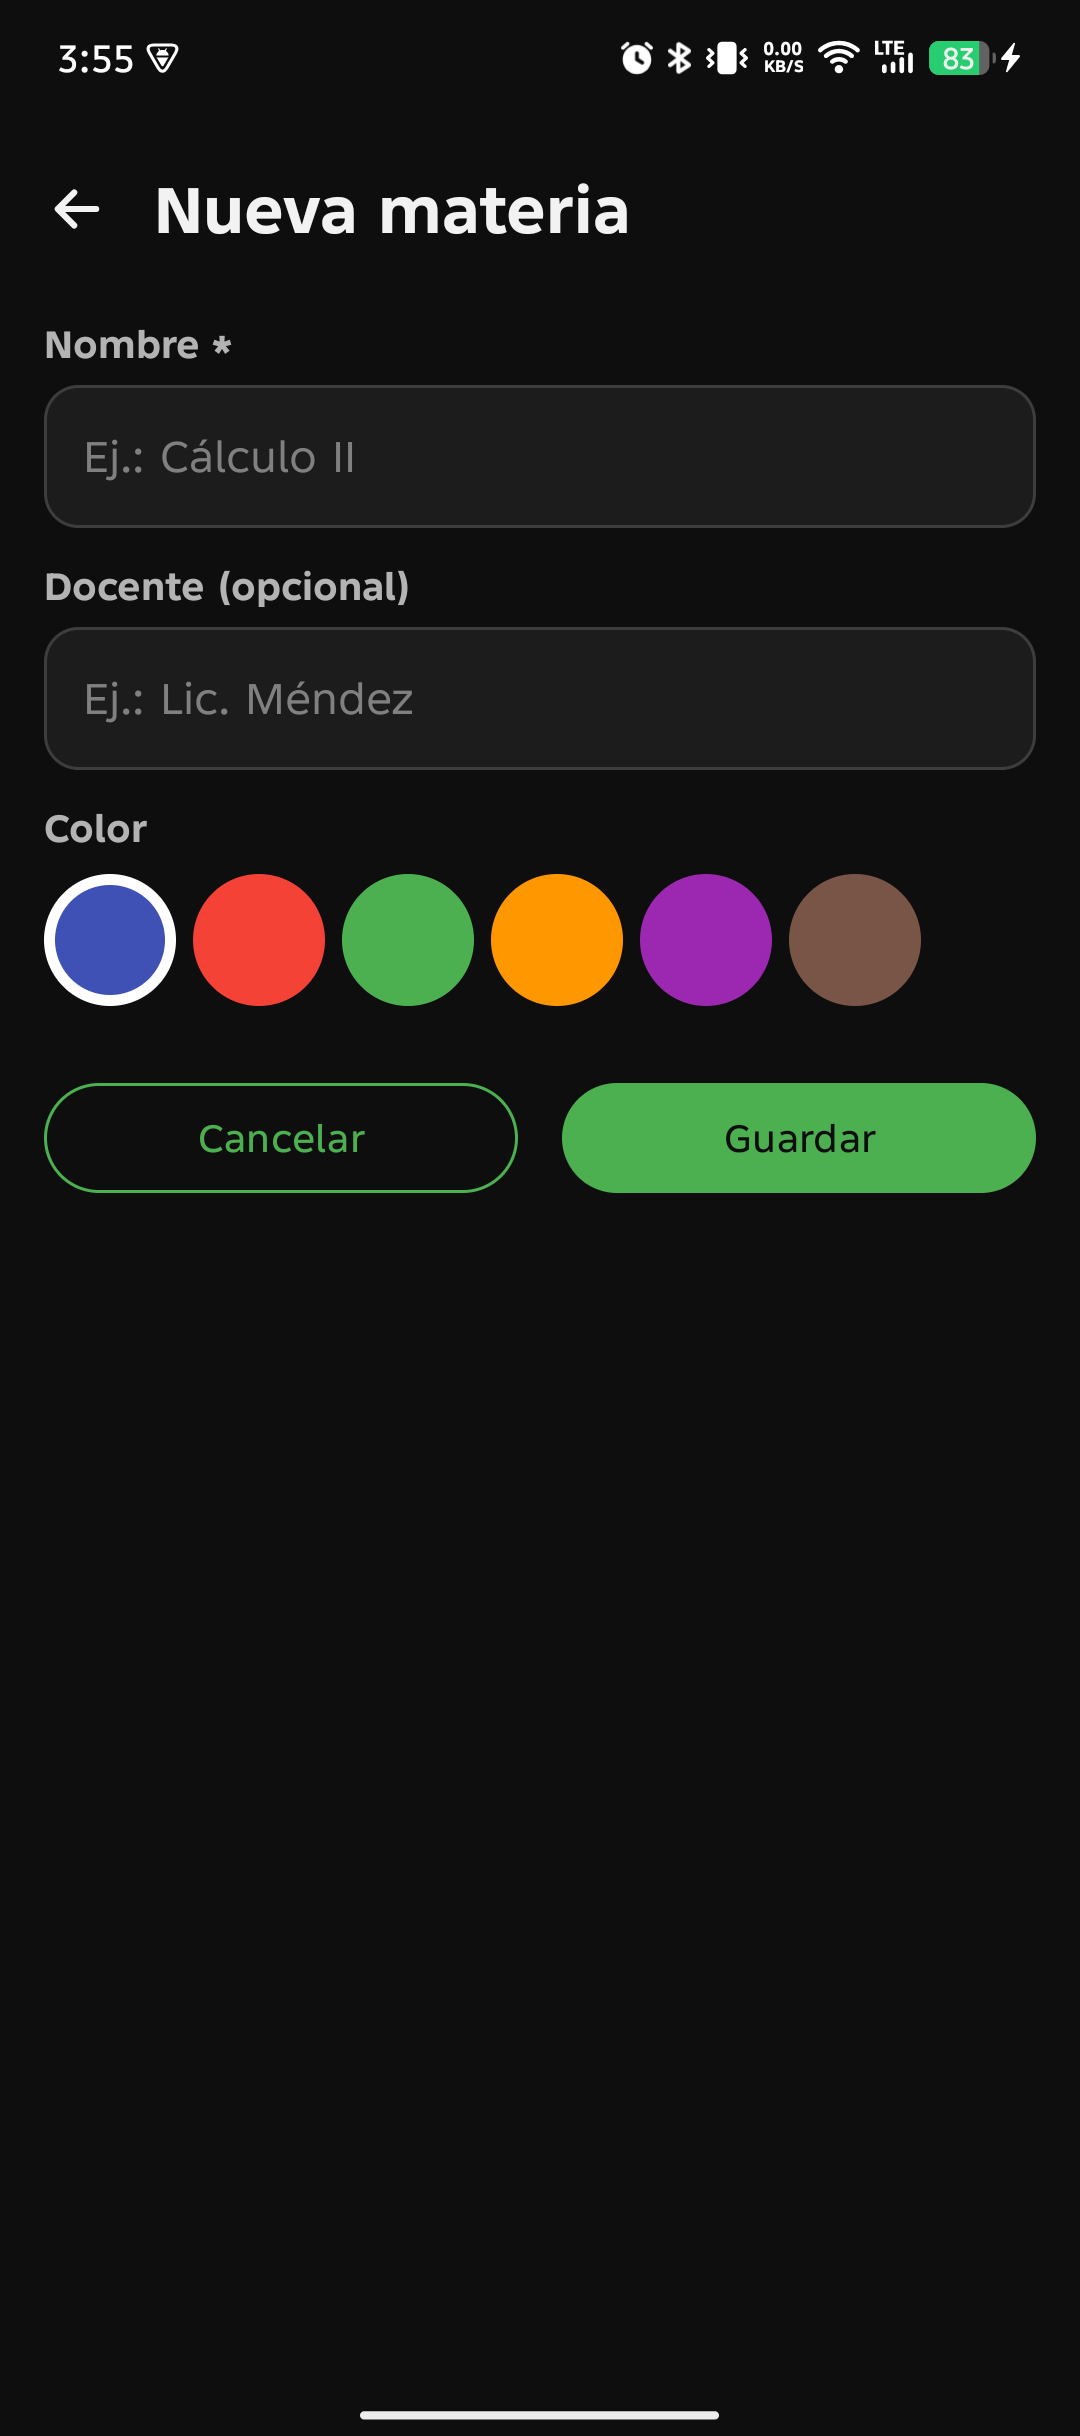 3:55
0.00
KB/S
LTE
83
Nueva materia
Nombre *
Ej.: Cálculo II
Docente (opcional)
Ej.: Lic. Méndez
Color
Cancelar
Guardar